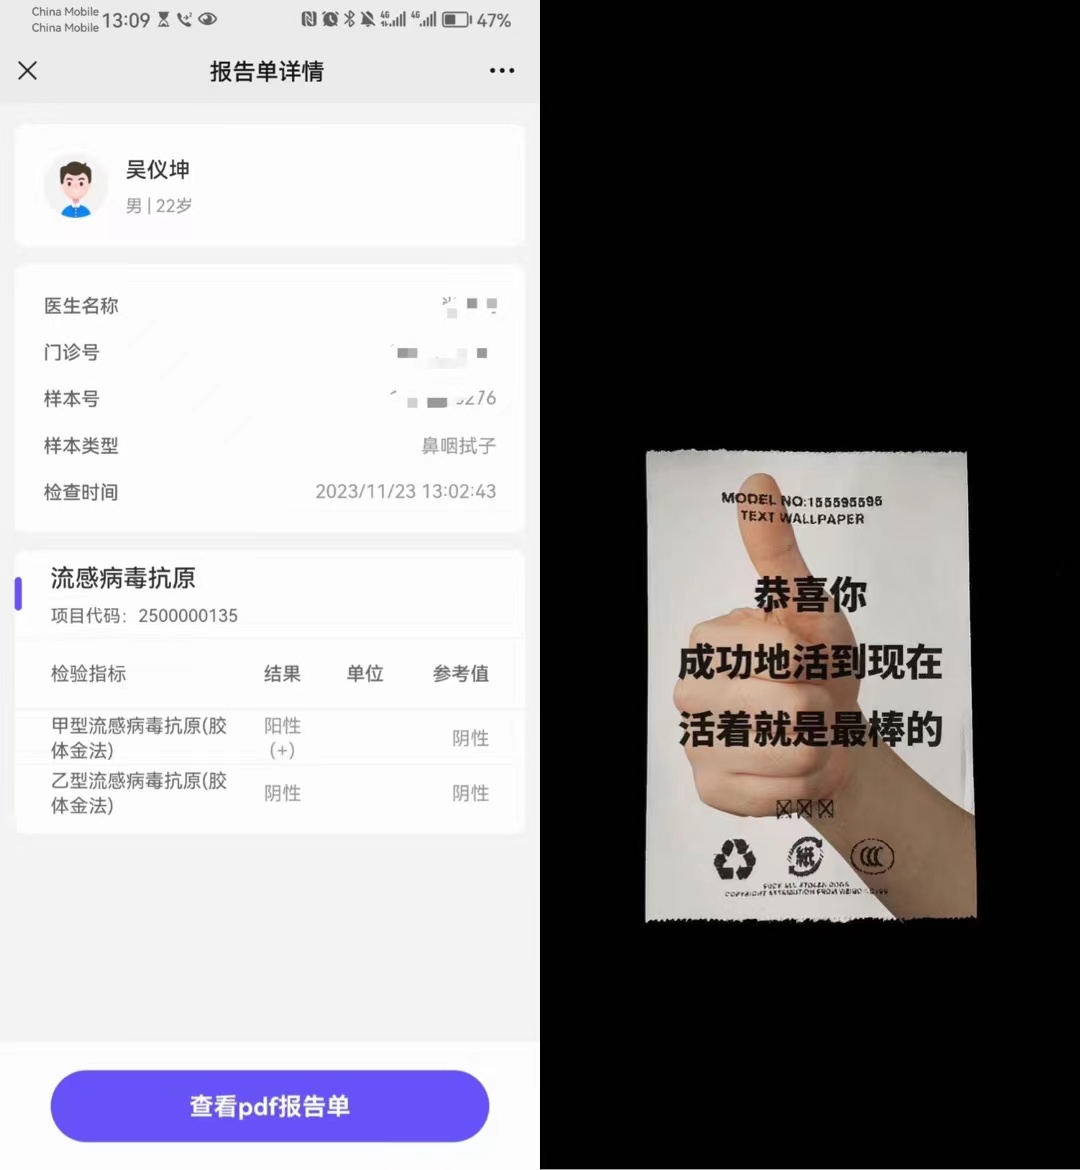 China Mobile
China Mobile
13:09
4G
4G
47%
报告单详情
吴仪坤
男 | 22岁
医生名称
门诊号
样本号
276
样本类型
鼻咽拭子
检查时间
2023/11/23 13:02:43
流感病毒抗原
项目代码：2500000135
检验指标 结果 单位 参考值
甲型流感病毒抗原(胶
体金法)
阳性
(+)
阴性
乙型流感病毒抗原(胶
体金法)
阴性
阴性
查看pdf报告单
MODEL NO:155595595
TEXT WALLPAPER
恭喜你
成功地活到现在
活着就是最棒的
紙
CCC